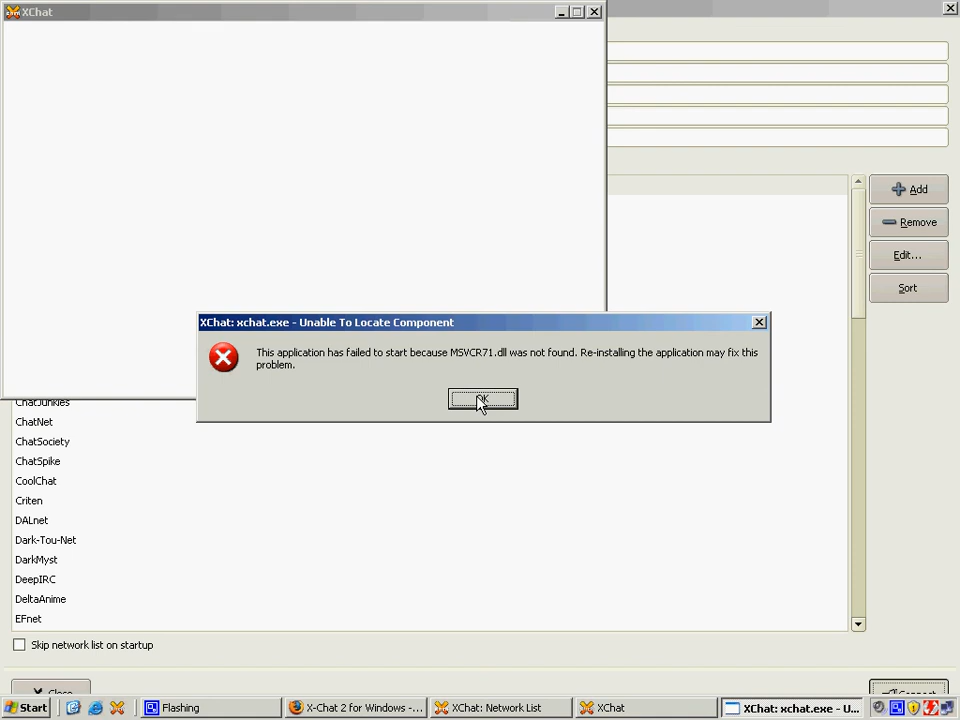 XChat
Add
Remove
Edit...
Sort
XChat: xchat.exe - Unable To Locate Component
This application has failed to start because MSVCR71.dll was not found. Re-installing the application may fix this
problem.
OK
ChatJunkies
ChatNet
ChatSociety
ChatSpike
CoolChat
Criten
DALnet
Dark-Tou-Net
DarkMyst
DeepIRC
DeltaAnime
EFnet
Skip network list on startup
Close
Connect
Start
Flashing
X-Chat 2 for Windows -...
XChat: Network List
XChat
XChat: xchat.exe - U...